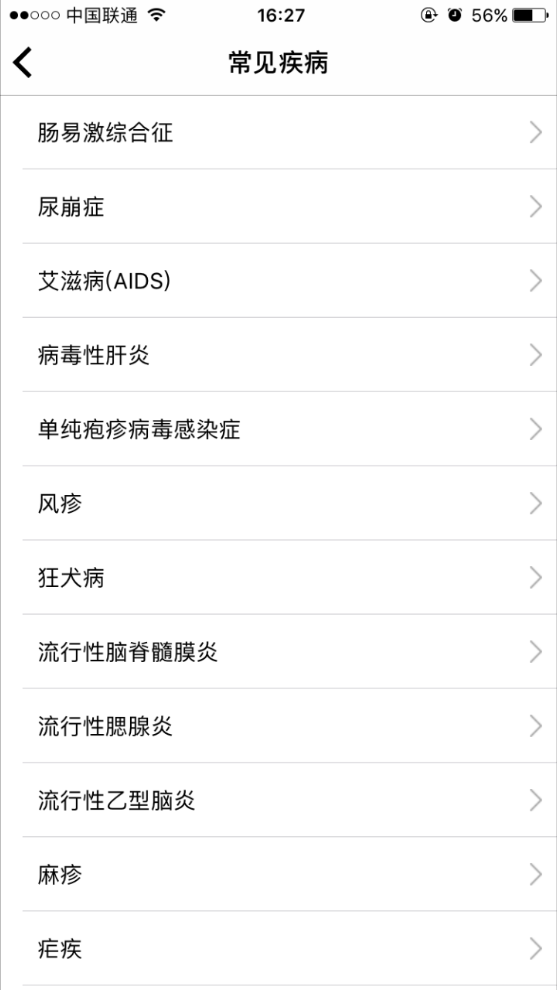 中国联通 16:27 56%
常见疾病
肠易激综合征
尿崩症
艾滋病(AIDS)
病毒性肝炎
单纯疱疹病毒感染症
风疹
狂犬病
流行性脑脊髓膜炎
流行性腮腺炎
流行性乙型脑炎
麻疹
疟疾